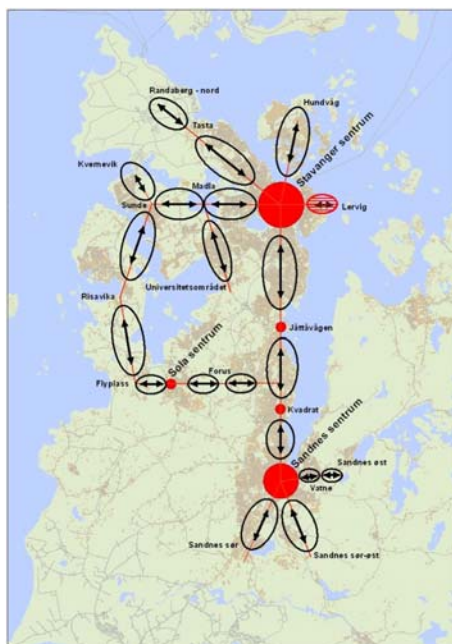 Randaberg - nord
Hundvåg
Tasta
Stavanger sentrum
Kvernevik
Madla
Sunde
Lervig
Universitetsområdet
Risavika
Jåttåvågen
Sola sentrum
Forus
Flyplass
Kvadrat
Sandnes sentrum
Sandnes øst
Vatne
Sandnes sør
Sandnes sør-øst